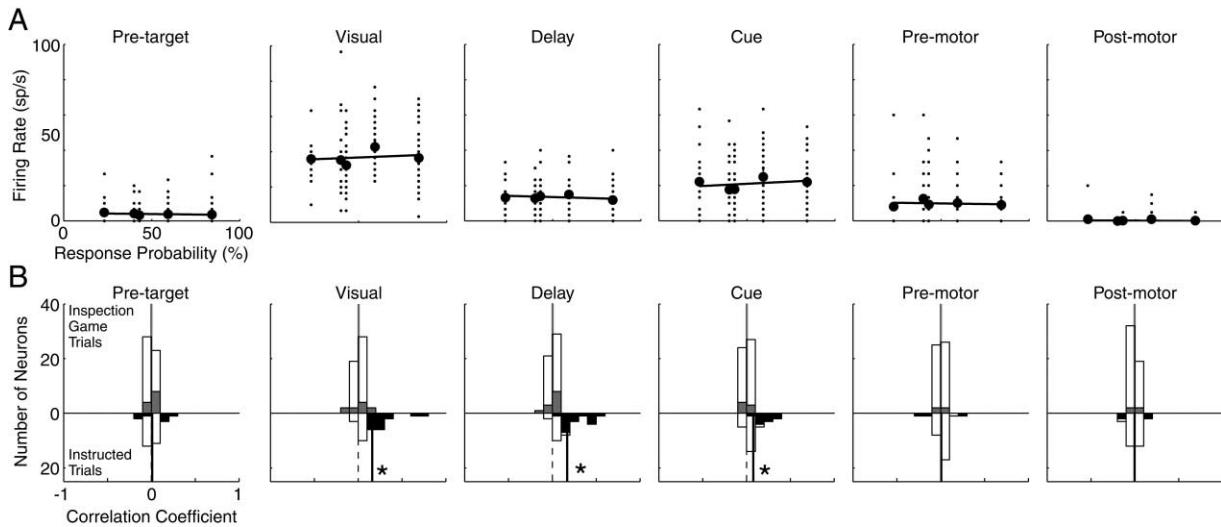 A
Pre-target
Visual
Delay
Cue
Pre-motor
Post-motor
Firing Rate (sp/s)
100
50
0
0
50
100
Response Probability (%)
B
Pre-target
Visual
Delay
Cue
Pre-motor
Post-motor
Number of Neurons
40
20
0
20
Inspection
Game
Trials
Instructed
Trials
*
*
*
-1
0
1
Correlation Coefficient